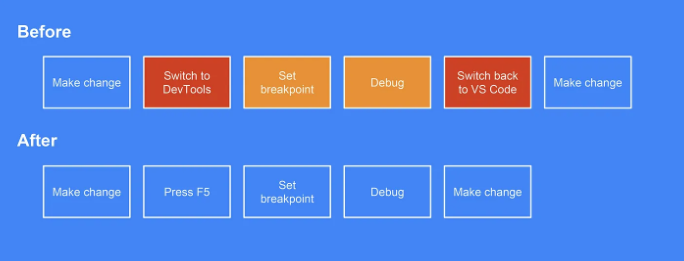 Before
Make change
Switch to
DevTools
Set
breakpoint
Debug
Switch back
to VS Code
Make change
After
Make change
Press F5
Set
breakpoint
Debug
Make change